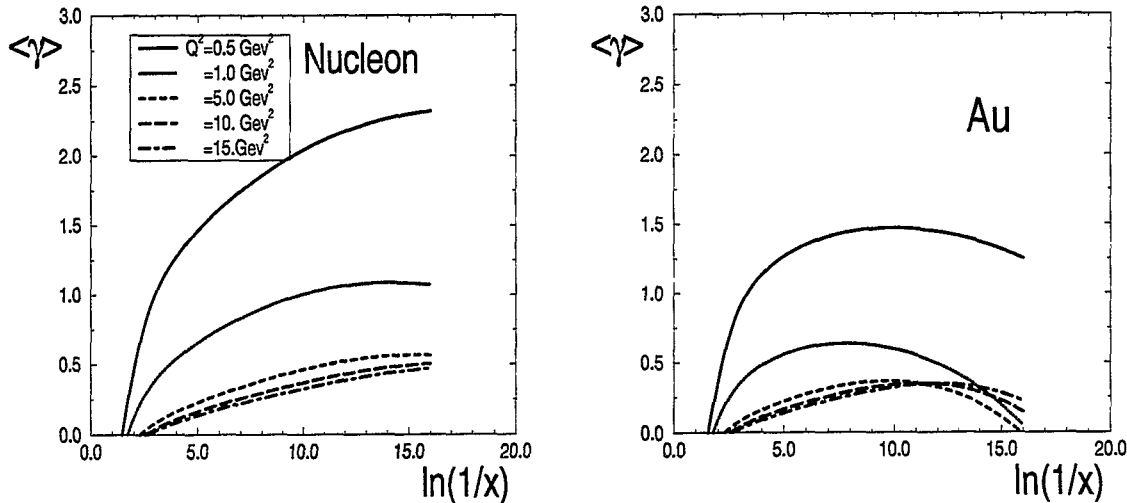 3.0
<γ>
2.5
2.0
1.5
1.0
0.5
0.0
0.0 5.0 10.0 15.0 20.0
ln(1/x)
Q²=0.5 Gev²
=1.0 Gev²
=5.0 Gev²
=10. Gev²
=15.Gev²
Nucleon
3.0
<γ>
2.5
2.0
1.5
1.0
0.5
0.0
0.0 5.0 10.0 15.0 20.0
ln(1/x)
Au